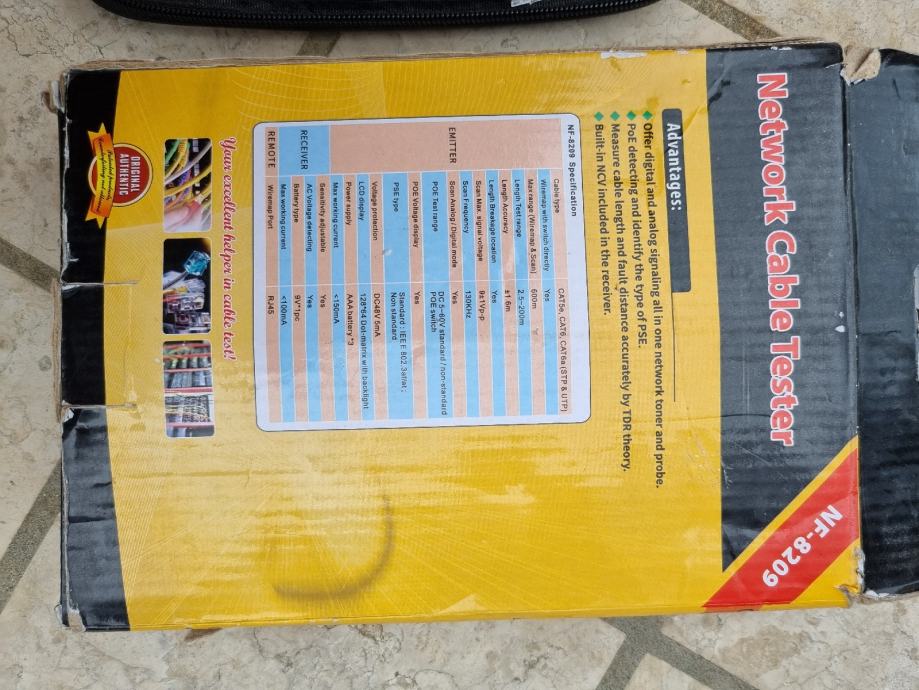 Network Cable Tester
NF-8209
Advantages:
Offer digital and analog signaling all in one network toner and probe.
PoE detecting and identify the type of PSE.
Measure cable length and fault distance accurately by TDR theory.
Built-in NCV included in the receiver.
NF-8209 Specification
EMITTER
Cable type CAT5e, CAT6, CAT6a (STP & UTP)
Wiremap with switch directly Yes
Max range (Wiremap & Scan) 600m
Length Test range 2.5~200m
Length Accuracy ±1.6m
Length Breakage location Yes
Scan Max. signal voltage 9±1Vp-p
Scan Frequency 130KHz
Scan Analog / Digital mode Yes
POE Test range DC 5~60V standard / non-standard
POE switch
POE Voltage display Yes
PSE type Standard : IEEE 802.3af/at ;
Non standard
Voltage protection DC48V 5mA
LCD display 128*64 Dot-matrix with backlight
Power supply AAA battery *3
Max working current <150mA
RECEIVER
Sensitivity adjustable Yes
AC Voltage detecting Yes
Battery type 9V*1pc
Max working current <100mA
REMOTE Wiremap Port RJ45
Your excellent helper in cable test!
ORIGINAL
AUTHENTIC